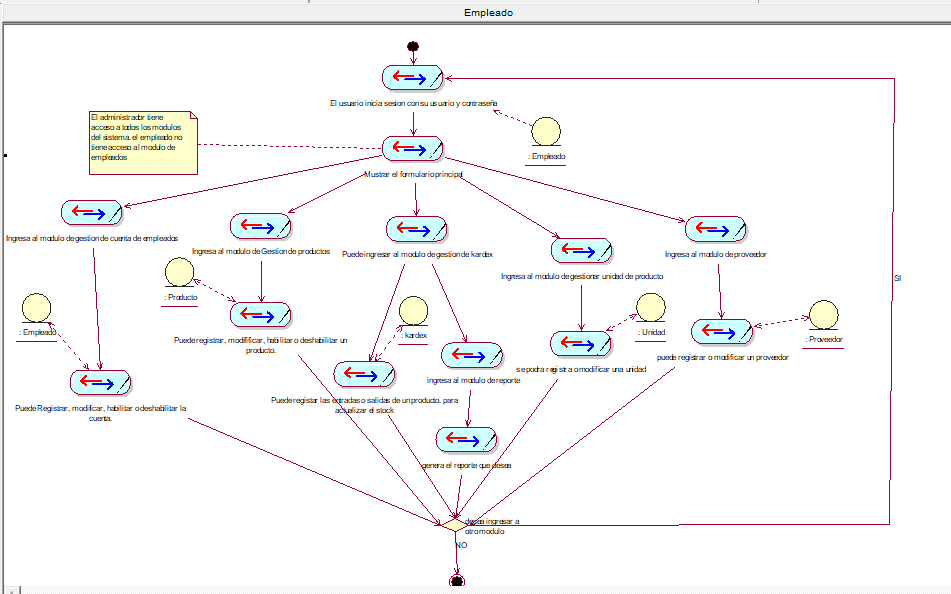 Empleado
El usuario inicia sesion con su usuario y contraseña
El administrador tiene
acceso a todos los modulos
del sistema. el empleado no
tiene acceso al modulo de
empleados
: Empleado
Mustrar el formulario principal
Ingresa al modulo de gestion de cuenta de empleados
Ingresa al modulo de Gestion de productos
Puede ingresar al modulo de gestion de kardex
Ingresa al modulo de gestionar unidad de producto
Ingresa al modulo de proveedor
SI
: Producto
: Empleado
: kardex
: Unidad
: Proveedor
Puede registrar, modificar, habilitar o deshabilitar un
producto.
se podra registra o modificar una unidad
puede registrar o modificar un proveedor
ingresa al modulo de reporte
Puede registar las entradas o salidas de un producto. para
actualizar el stock
Puede Registrar, modificar, habilitar o deshabilitar la
cuenta.
genera el reporte que desea
desea ingresar a
otro modulo
NO